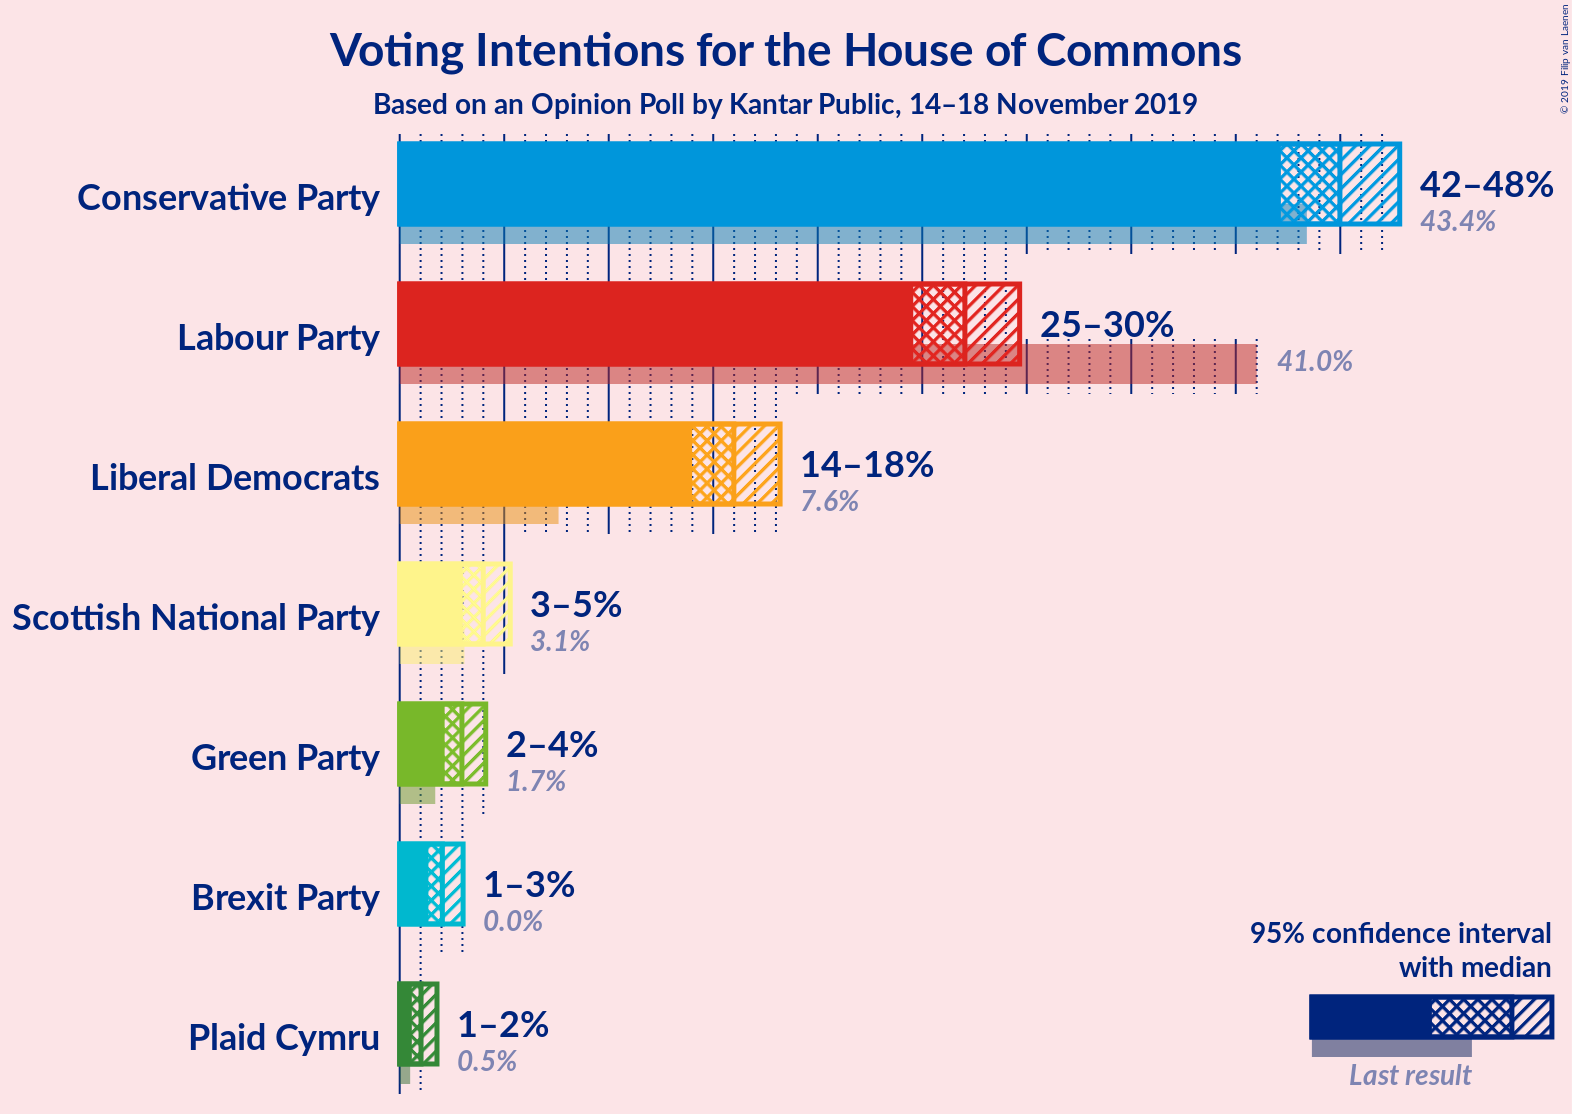 Voting Intentions for the House of Commons
Based on an Opinion Poll by Kantar Public, 14–18 November 2019
© 2019 Filip van Laenen
Conservative Party
42–48%
43.4%
Labour Party
25–30%
41.0%
Liberal Democrats
14–18%
7.6%
Scottish National Party
3–5%
3.1%
Green Party
2–4%
1.7%
Brexit Party
1–3%
0.0%
Plaid Cymru
1–2%
0.5%
95% confidence interval
with median
Last result